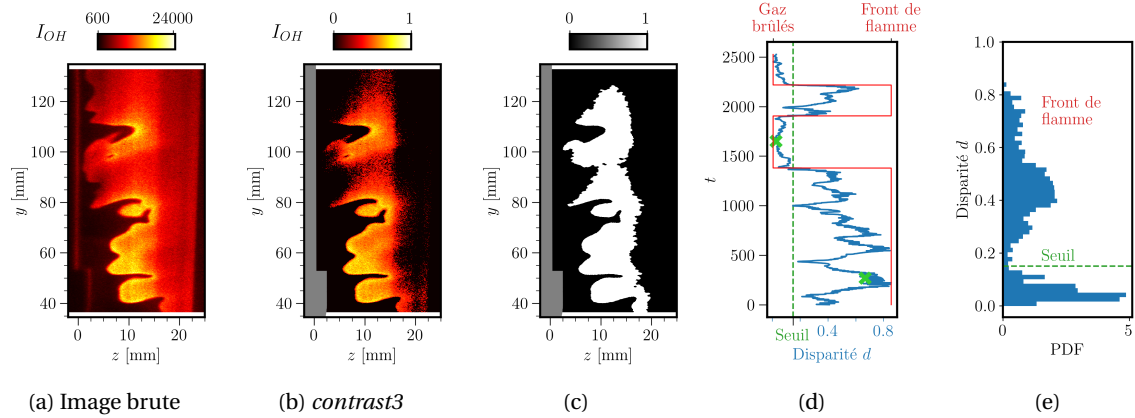 I_OH
600
24000
y [mm]
120
100
80
60
40
0
10
20
z [mm]
(a) Image brute
I_OH
0
1
y [mm]
120
100
80
60
40
0
10
20
z [mm]
(b) contrast3
0
1
y [mm]
120
100
80
60
40
0
10
20
z [mm]
(c)
Gaz
brûlés
Front de
flamme
t
2500
2000
1500
1000
500
0
0.4
0.8
Seuil
Disparité d
(d)
Disparité d
1.0
0.8
0.6
0.4
0.2
0.0
Front de
flamme
Seuil
0
5
PDF
(e)